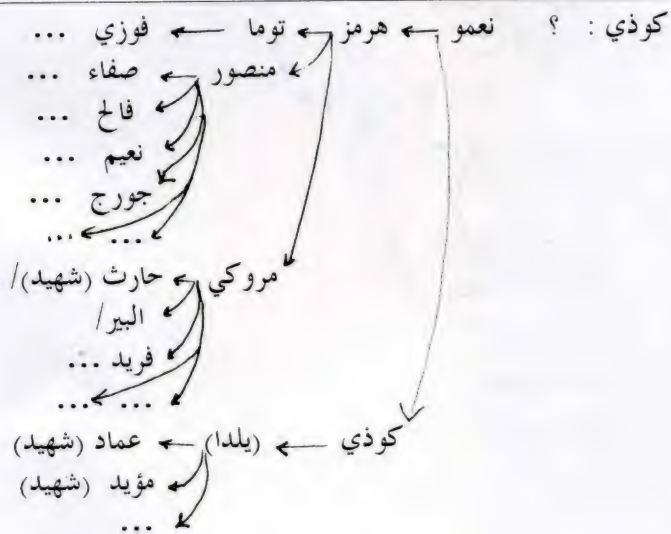 كوذي : ؟ نعمو ← هرمز ← توما ← فوزي ...
منصور ← صفاء ...
فالح ...
نعيم ...
جورج ...
... ...
مروكي ← حارث (شهيد)/
البير/
فريد ...
... ...
كوذي ← (يلدا) ← عماد (شهيد)
مؤيد (شهيد)
...